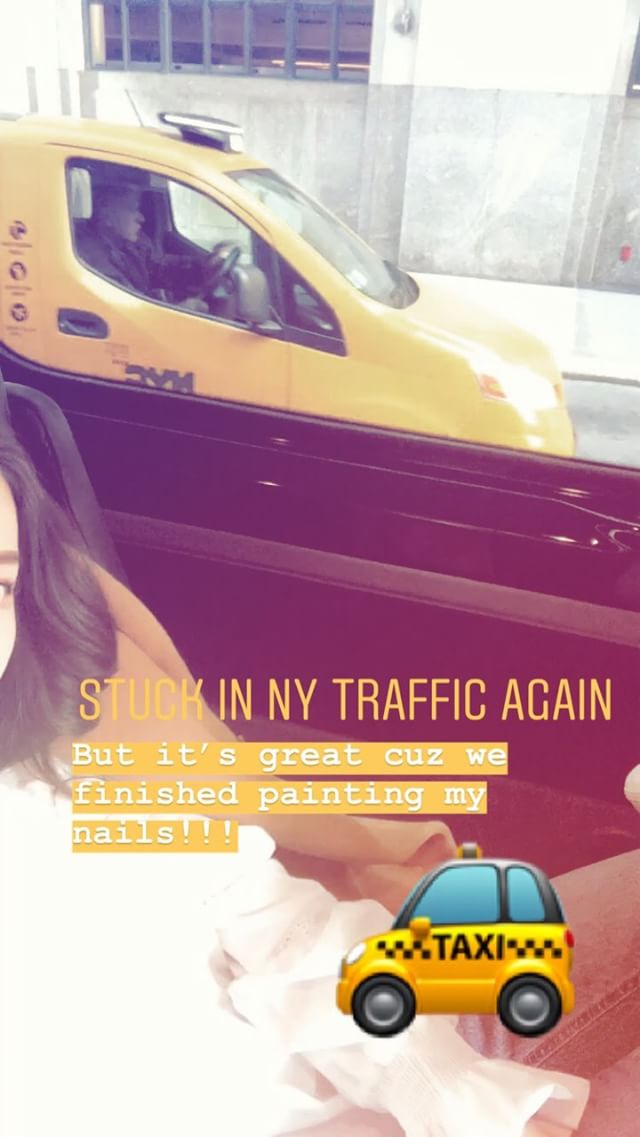 STUCK IN NY TRAFFIC AGAIN
But it's great cuz we
finished painting my
nails!!!
TAXI